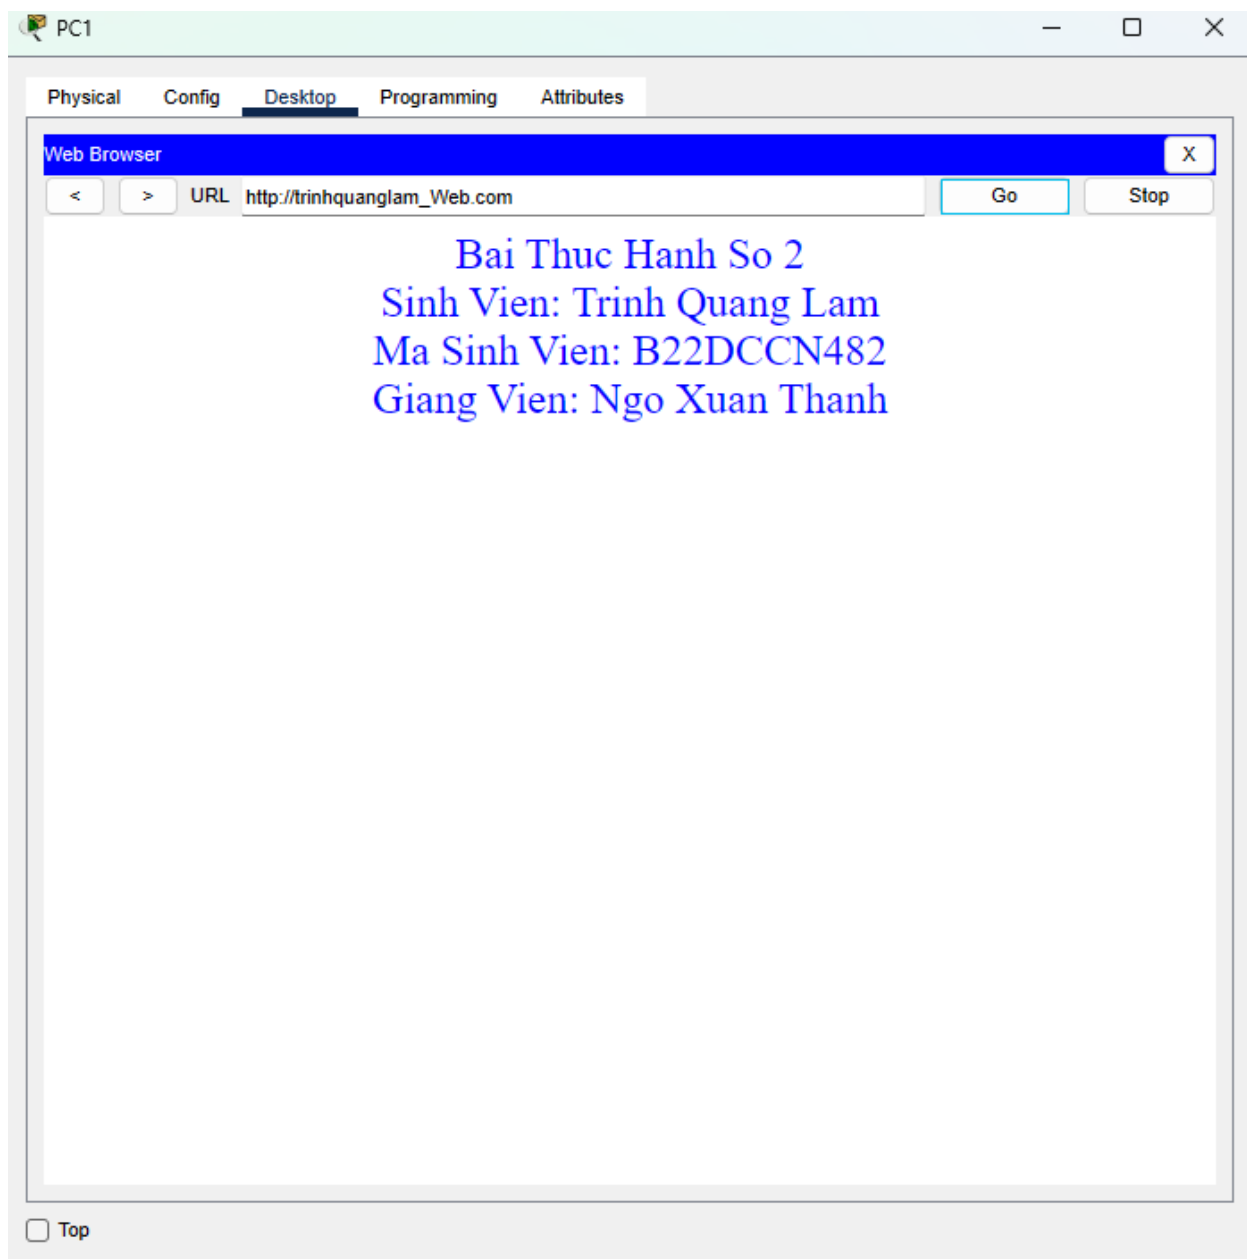 PC1
Physical Config Desktop Programming Attributes
Web Browser X
< > URL http://trinhquanglam_Web.com Go Stop
Bai Thuc Hanh So 2
Sinh Vien: Trinh Quang Lam
Ma Sinh Vien: B22DCCN482
Giang Vien: Ngo Xuan Thanh
Top